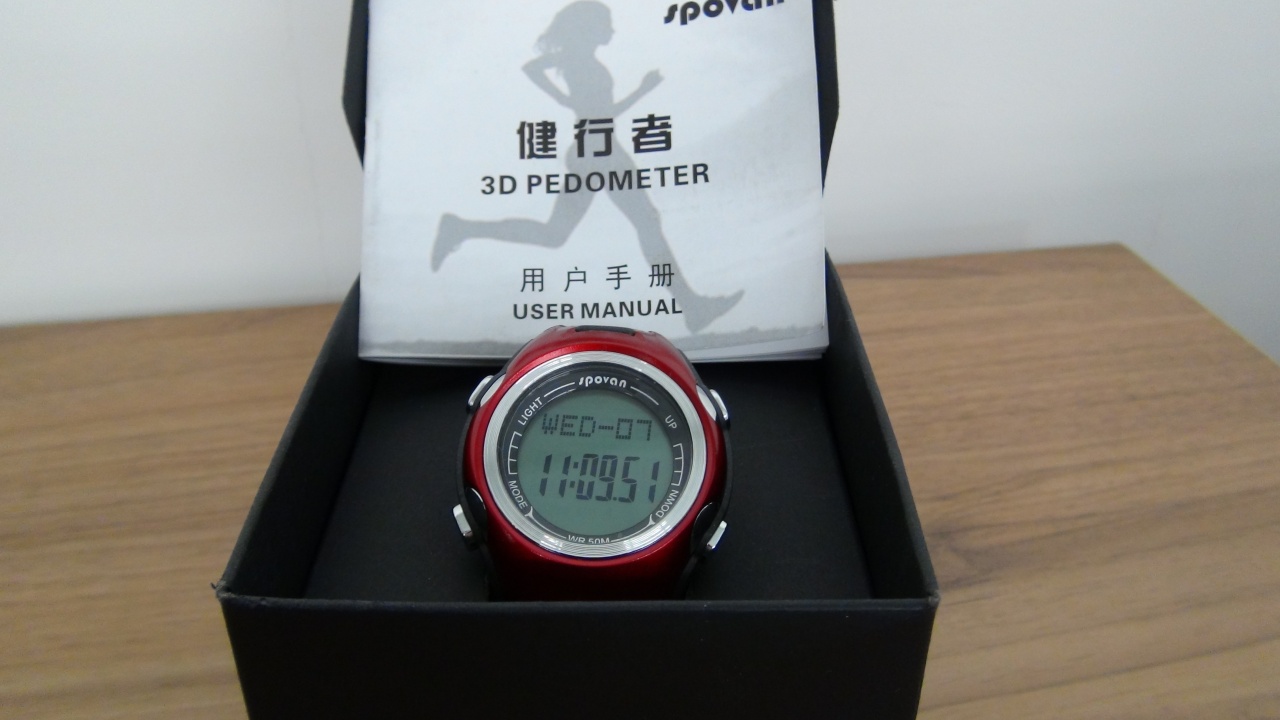 spovan
健行者
3D PEDOMETER
用户手册
USER MANUAL
spovan
LIGHT
UP
WED-07
11:09.51
MODE
DOWN
WR 50M